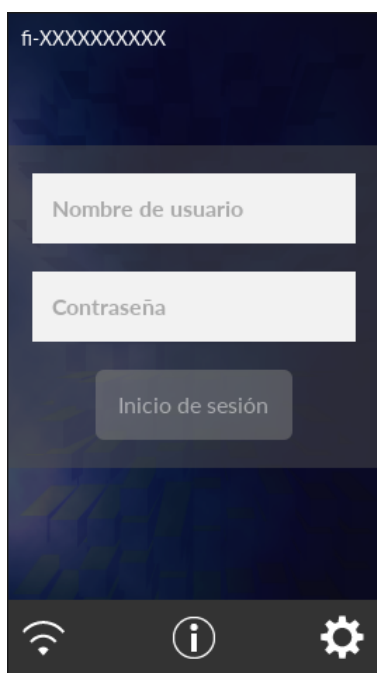 fi-XXXXXXXXXX
Nombre de usuario
Contraseña
Inicio de sesión